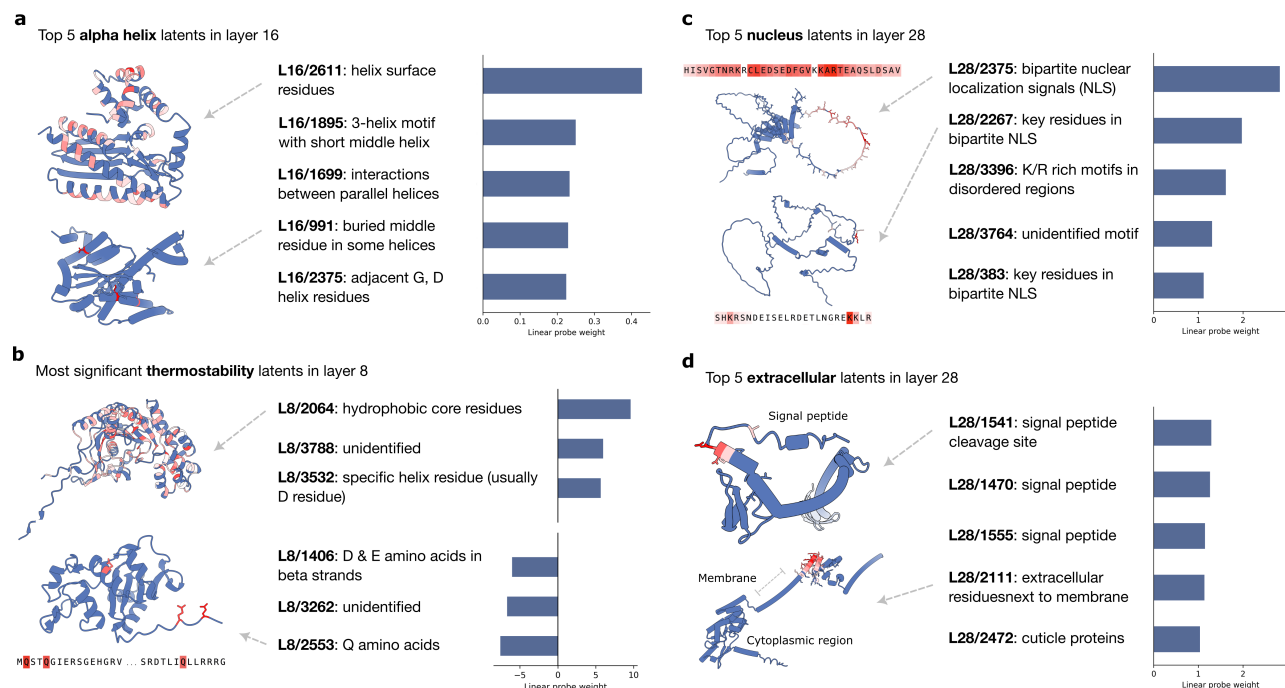 a
Top 5 alpha helix latents in layer 16
L16/2611: helix surface
residues
L16/1895: 3-helix motif
with short middle helix
L16/1699: interactions
between parallel helices
L16/991: buried middle
residue in some helices
L16/2375: adjacent G, D
helix residues
0.0 0.1 0.2 0.3 0.4
Linear probe weight
b
Most significant thermostability latents in layer 8
L8/2064: hydrophobic core residues
L8/3788: unidentified
L8/3532: specific helix residue (usually
D residue)
L8/1406: D & E amino acids in
beta strands
L8/3262: unidentified
L8/2553: Q amino acids
MQSTQGIERSGEHGRV ... SRDTLIQLLRRRG
−5 0 5 10
Linear probe weight
c
Top 5 nucleus latents in layer 28
HISVGTNRKRCLEDSEDFGVKKARTEAQSLDSAV
L28/2375: bipartite nuclear
localization signals (NLS)
L28/2267: key residues in
bipartite NLS
L28/3396: K/R rich motifs in
disordered regions
L28/3764: unidentified motif
L28/383: key residues in
bipartite NLS
SHKRSNDEISELRDETLNGREKKLR
0 1 2
Linear probe weight
d
Top 5 extracellular latents in layer 28
Signal peptide
L28/1541: signal peptide
cleavage site
L28/1470: signal peptide
L28/1555: signal peptide
Membrane
L28/2111: extracellular
residuesnext to membrane
Cytoplasmic region
L28/2472: cuticle proteins
0 1 2
Linear probe weight